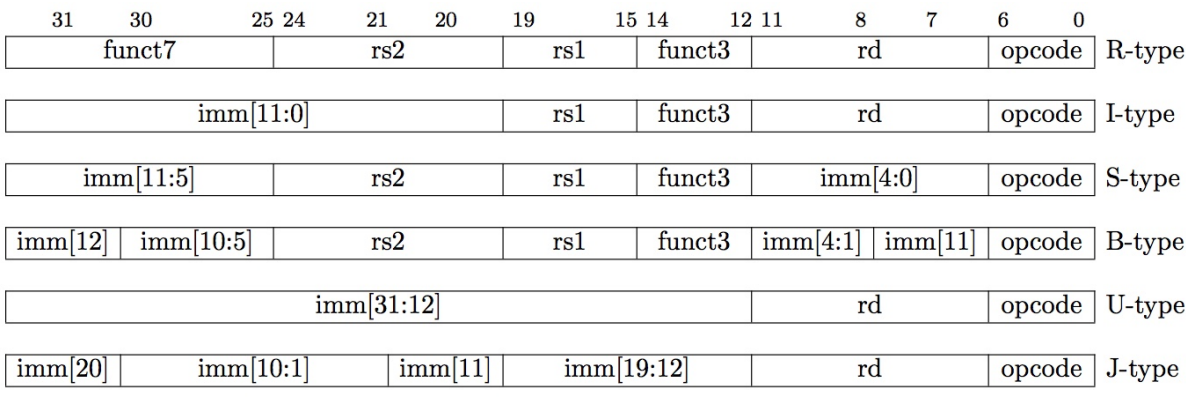 31 30 25 24 21 20 19 15 14 12 11 8 7 6 0
funct7 rs2 rs1 funct3 rd opcode R-type
imm[11:0] rs1 funct3 rd opcode I-type
imm[11:5] rs2 rs1 funct3 imm[4:0] opcode S-type
imm[12] imm[10:5] rs2 rs1 funct3 imm[4:1] imm[11] opcode B-type
imm[31:12] rd opcode U-type
imm[20] imm[10:1] imm[11] imm[19:12] rd opcode J-type